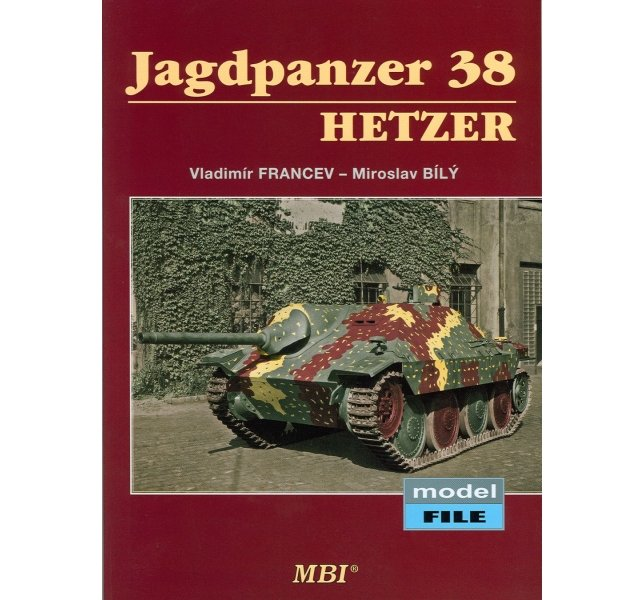 Jagdpanzer 38
HETZER
Vladimír FRANCEV – Miroslav BÍLÝ
model
FILE
MBI®